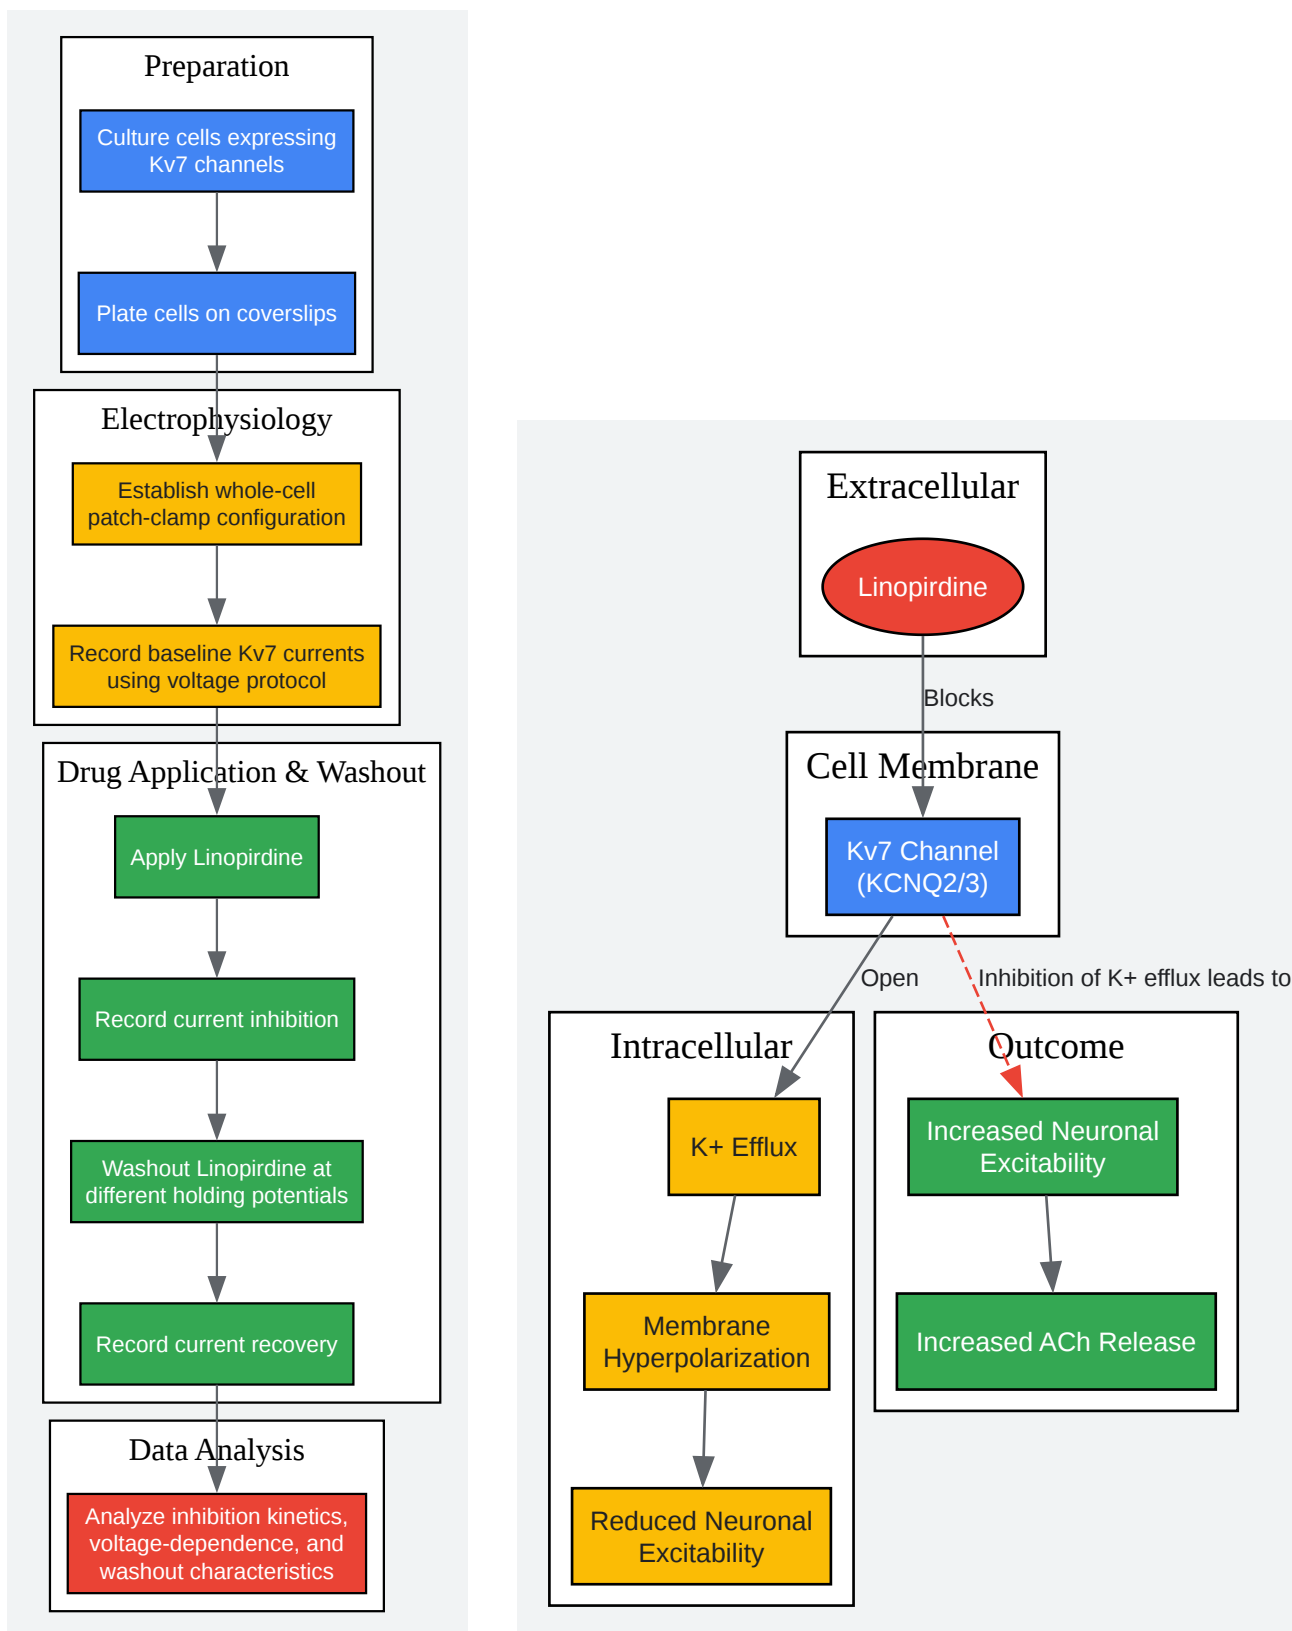 Preparation
Culture cells expressing
Kv7 channels
Plate cells on coverslips
Electrophysiology
Establish whole-cell
patch-clamp configuration
Record baseline Kv7 currents
using voltage protocol
Drug Application & Washout
Apply Linopirdine
Record current inhibition
Washout Linopirdine at
different holding potentials
Record current recovery
Data Analysis
Analyze inhibition kinetics,
voltage-dependence, and
washout characteristics
Extracellular
Linopirdine
Blocks
Cell Membrane
Kv7 Channel
(KCNQ2/3)
Open
Inhibition of K+ efflux leads to
Intracellular
K+ Efflux
Membrane
Hyperpolarization
Reduced Neuronal
Excitability
Outcome
Increased Neuronal
Excitability
Increased ACh Release